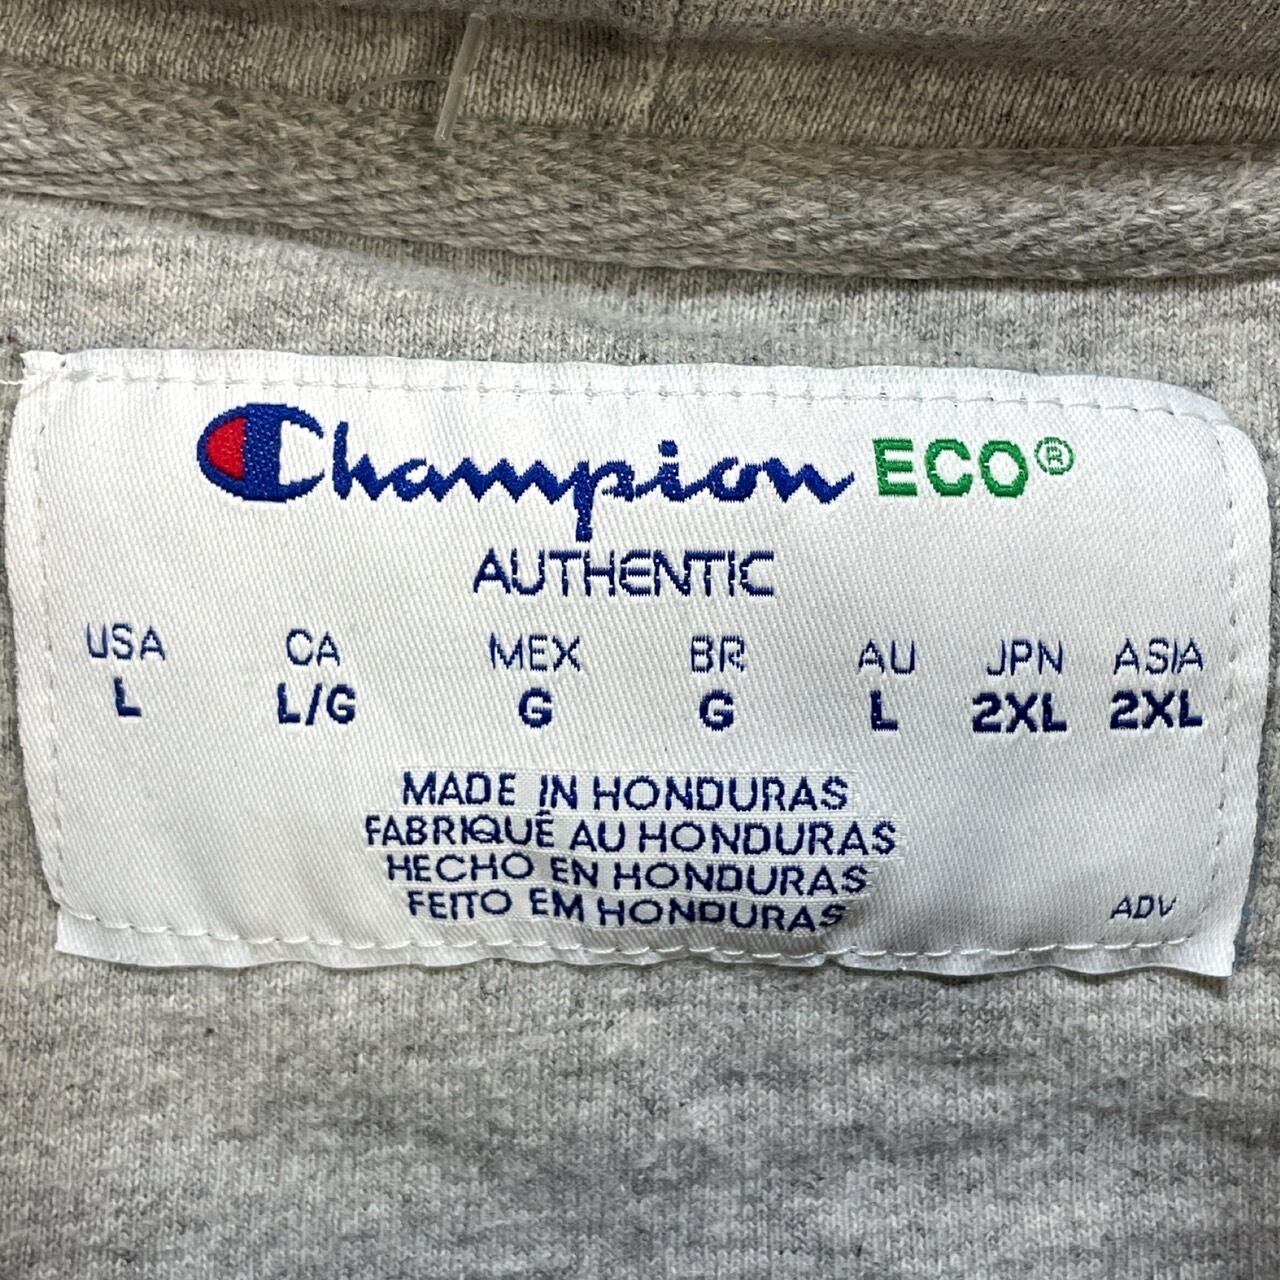 Champion ECO®
AUTHENTIC
USA CA MEX BR AU JPN ASIA
L L/G G G L 2XL 2XL
MADE IN HONDURAS
FABRIQUÉ AU HONDURAS
HECHO EN HONDURAS
FEITO EM HONDURAS
ADV